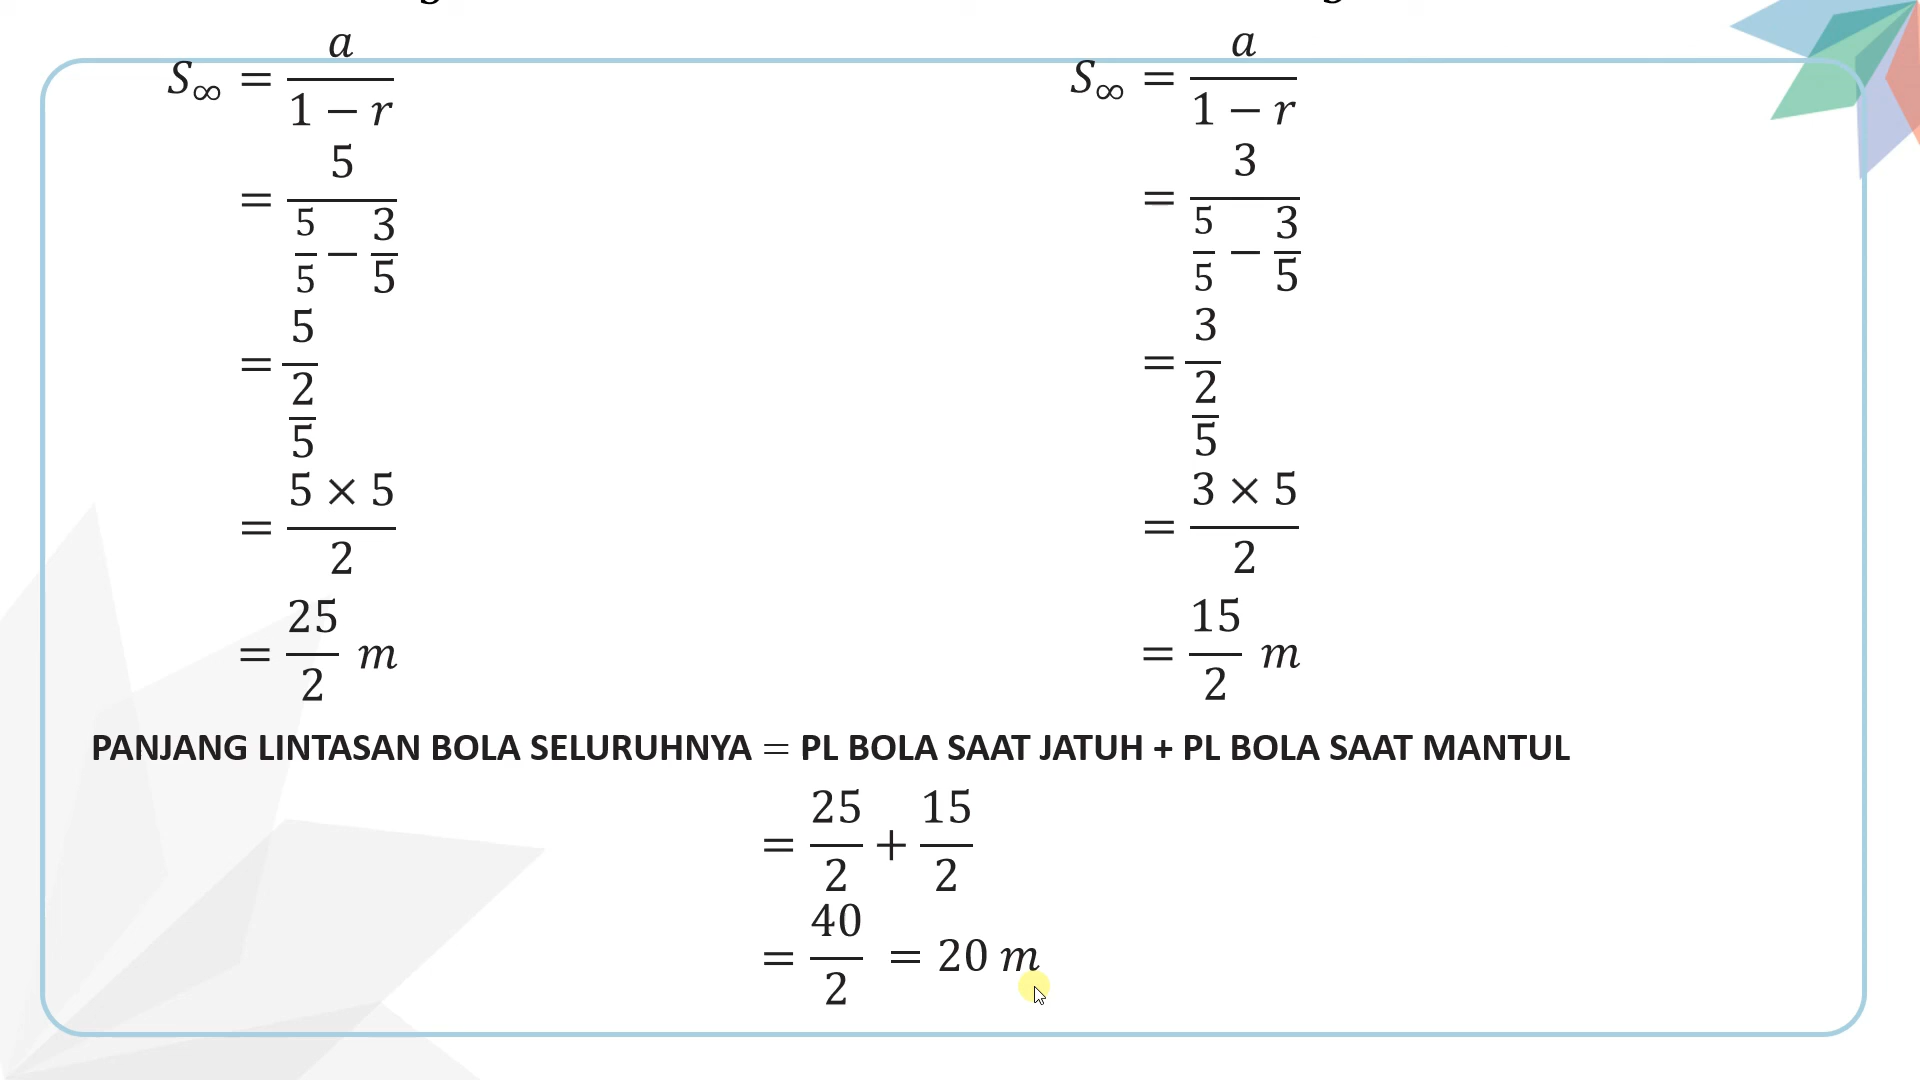 S∞ = a / (1 − r)
= 5 / (5/5 − 3/5)
= 5 / (2/5)
= (5 × 5) / 2
= 25/2 m
S∞ = a / (1 − r)
= 3 / (5/5 − 3/5)
= 3 / (2/5)
= (3 × 5) / 2
= 15/2 m
PANJANG LINTASAN BOLA SELURUHNYA = PL BOLA SAAT JATUH + PL BOLA SAAT MANTUL
= 25/2 + 15/2
= 40/2 = 20 m